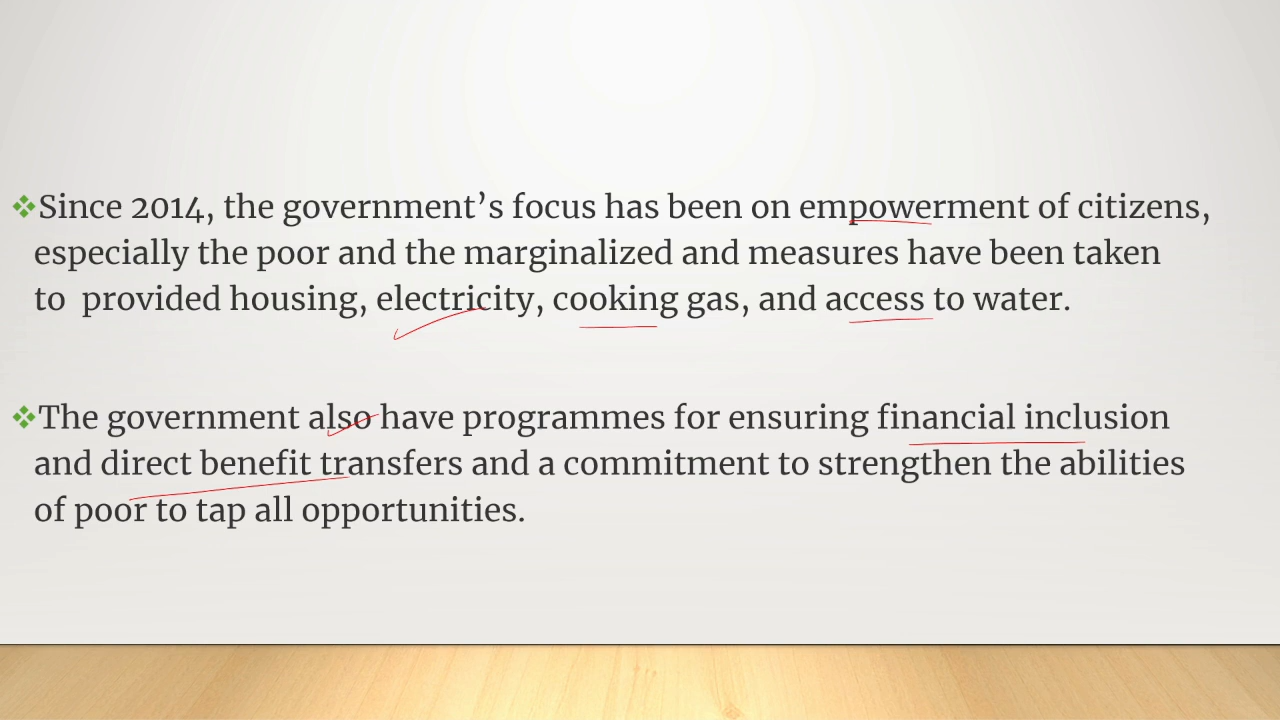 Since 2014, the government’s focus has been on empowerment of citizens,
especially the poor and the marginalized and measures have been taken
to  provided housing, electricity, cooking gas, and access to water.
The government also have programmes for ensuring financial inclusion
and direct benefit transfers and a commitment to strengthen the abilities
of poor to tap all opportunities.